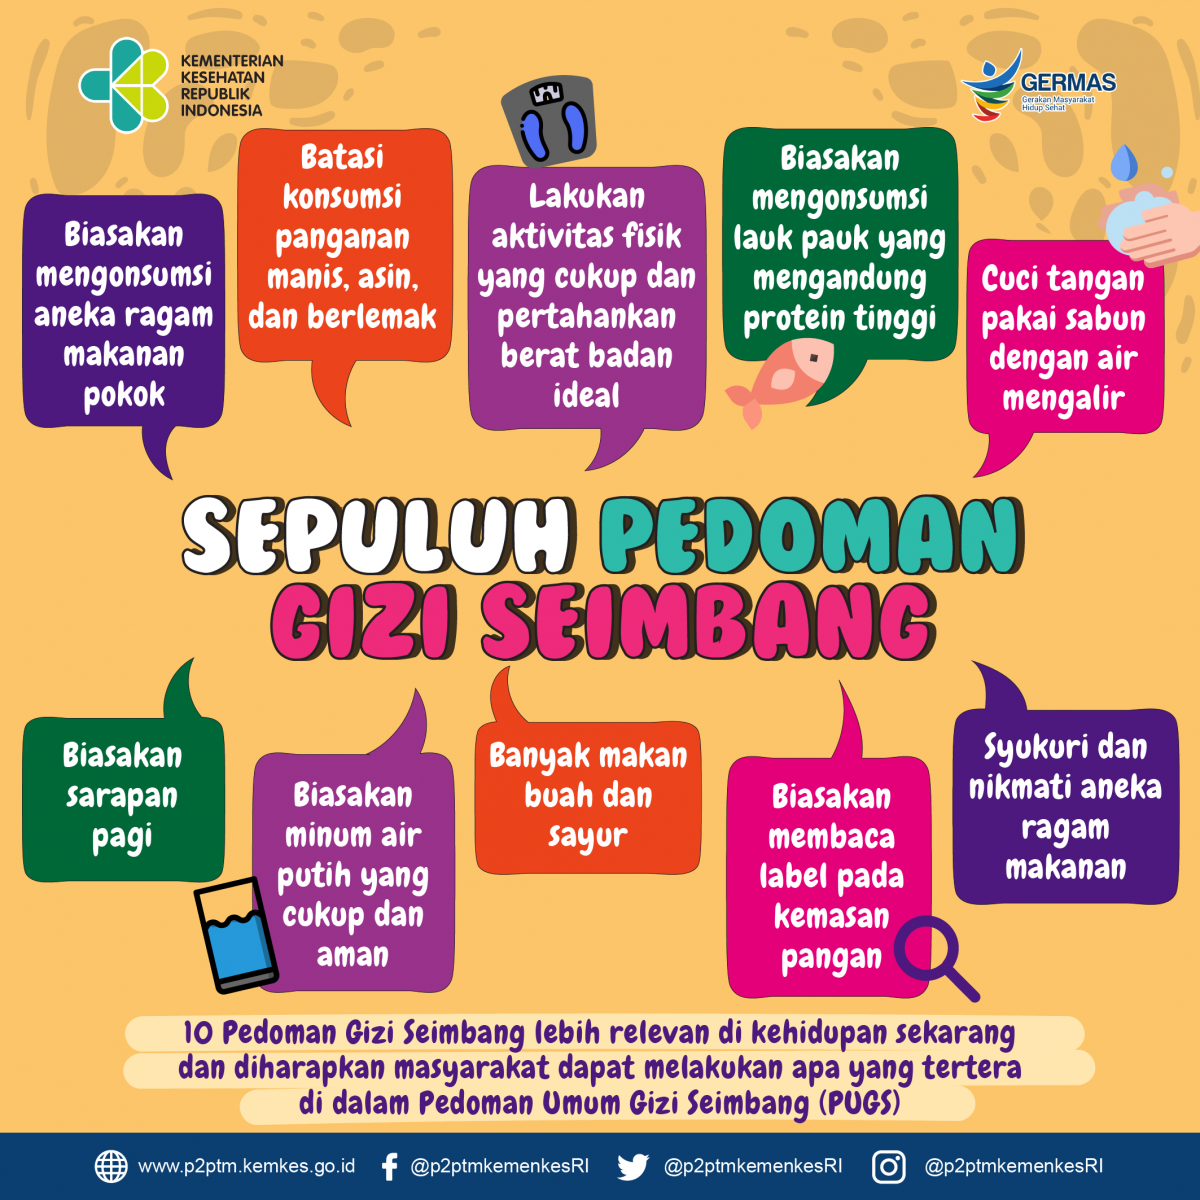 KEMENTERIAN
KESEHATAN
REPUBLIK
INDONESIA
GERMAS
Gerakan Masyarakat
Hidup Sehat
Biasakan
mengonsumsi
aneka ragam
makanan
pokok
Batasi
konsumsi
panganan
manis, asin,
dan berlemak
Lakukan
aktivitas fisik
yang cukup dan
pertahankan
berat badan
ideal
Biasakan
mengonsumsi
lauk pauk yang
mengandung
protein tinggi
Cuci tangan
pakai sabun
dengan air
mengalir
SEPULUH PEDOMAN
GIZI SEIMBANG
Biasakan
sarapan
pagi
Biasakan
minum air
putih yang
cukup dan
aman
Banyak makan
buah dan
sayur
Biasakan
membaca
label pada
kemasan
pangan
Syukuri dan
nikmati aneka
ragam
makanan
10 Pedoman Gizi Seimbang lebih relevan di kehidupan sekarang
dan diharapkan masyarakat dapat melakukan apa yang tertera
di dalam Pedoman Umum Gizi Seimbang (PUGS)
www.p2ptm.kemkes.go.id @p2ptmkemenkesRI @p2ptmkemenkesRI @p2ptmkemenkesRI